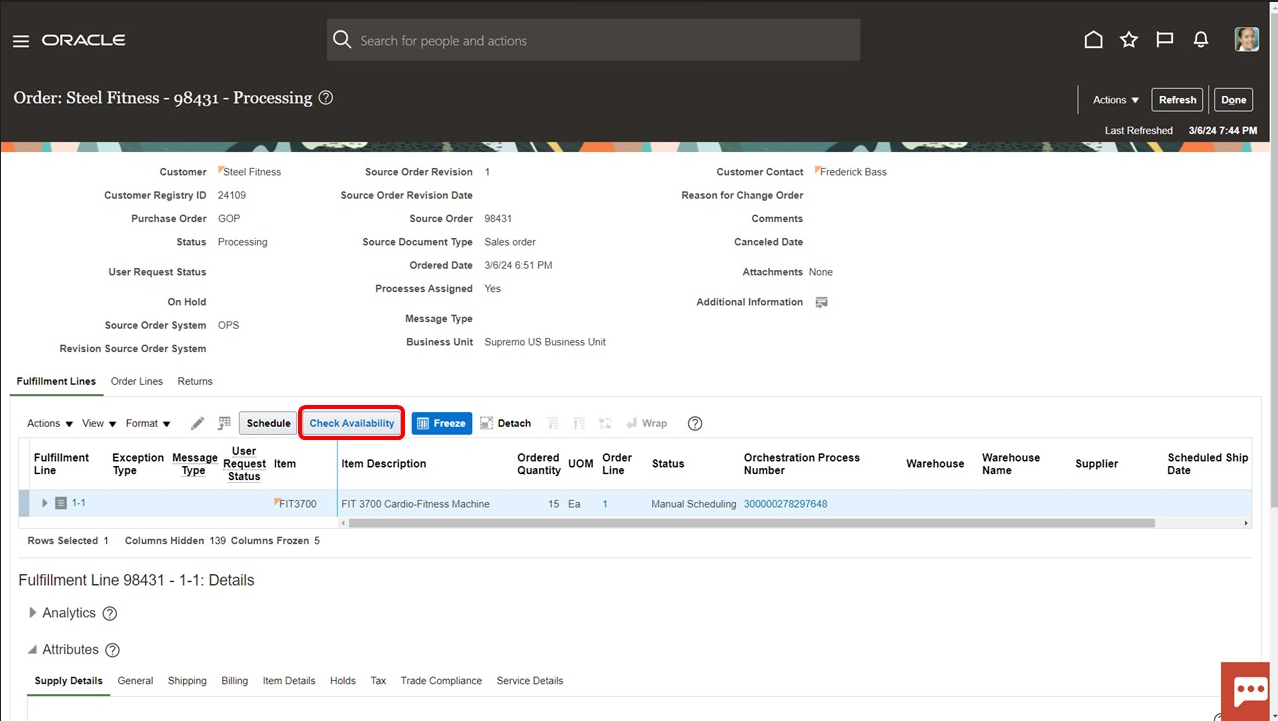 ORACLE
Search for people and actions
Order: Steel Fitness - 98431 - Processing
Actions
Refresh
Done
Last Refreshed 3/6/24 7:44 PM
Customer Steel Fitness
Customer Registry ID 24109
Purchase Order GOP
Status Processing
User Request Status
On Hold
Source Order System OPS
Revision Source Order System
Source Order Revision 1
Source Order Revision Date
Source Order 98431
Source Document Type Sales order
Ordered Date 3/6/24 6:51 PM
Processes Assigned Yes
Message Type
Business Unit Supremo US Business Unit
Customer Contact Frederick Bass
Reason for Change Order
Comments
Canceled Date
Attachments None
Additional Information
Fulfillment Lines Order Lines Returns
Actions View Format Schedule Check Availability Freeze Detach Wrap
Fulfillment
Line
Exception
Type
Message
Type
User
Request
Status
Item
Item Description
Ordered
Quantity
UOM
Order
Line
Status
Orchestration Process
Number
Warehouse
Warehouse
Name
Supplier
Scheduled Ship
Date
1-1 FIT3700 FIT 3700 Cardio-Fitness Machine 15 Ea 1 Manual Scheduling 300000278297648
Rows Selected 1 Columns Hidden 139 Columns Frozen 5
Fulfillment Line 98431 - 1-1: Details
Analytics
Attributes
Supply Details General Shipping Billing Item Details Holds Tax Trade Compliance Service Details